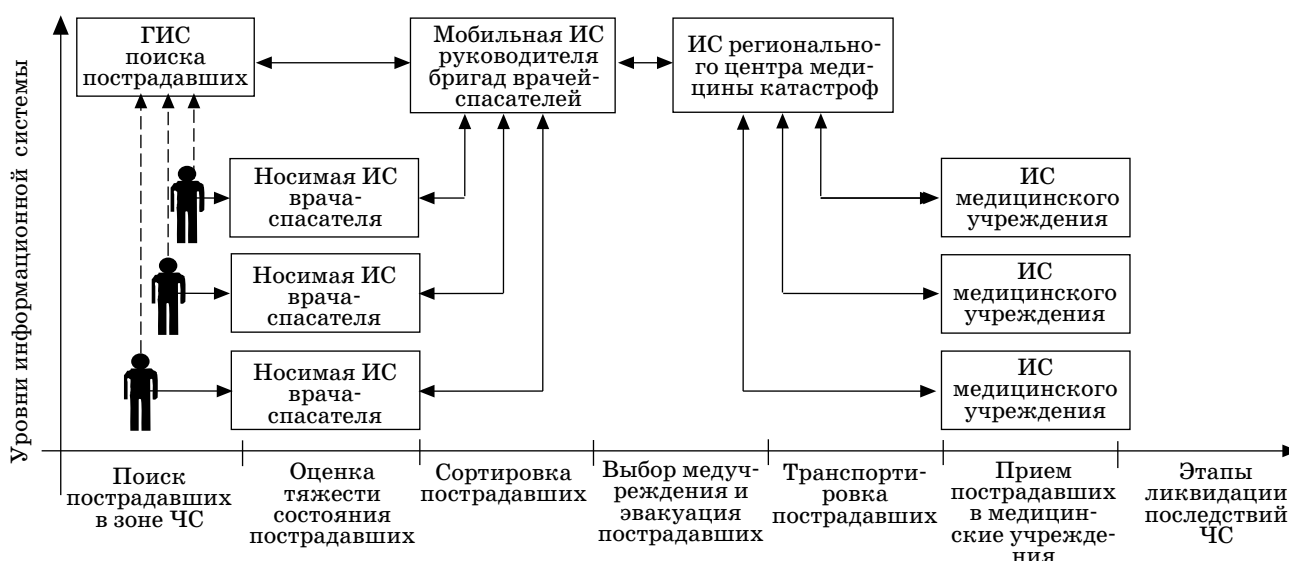 Уровни информационной системы
ГИС
поиска
пострадавших
Мобильная ИС
руководителя
бригад врачей-
спасателей
ИС регионально-
го центра меди-
цины катастроф
Носимая ИС
врача-
спасателя
ИС
медицинского
учреждения
Носимая ИС
врача-
спасателя
ИС
медицинского
учреждения
Носимая ИС
врача-
спасателя
ИС
медицинского
учреждения
Поиск
пострадавших
в зоне ЧС
Оценка
тяжести
состояния
пострадавших
Сортировка
пострадавших
Выбор медуч-
реждения и
эвакуация
пострадавших
Транспорти-
ровка
пострадавших
Прием
пострадавших
в медицин-
ские учрежде-
ния
Этапы
ликвидации
последствий
ЧС